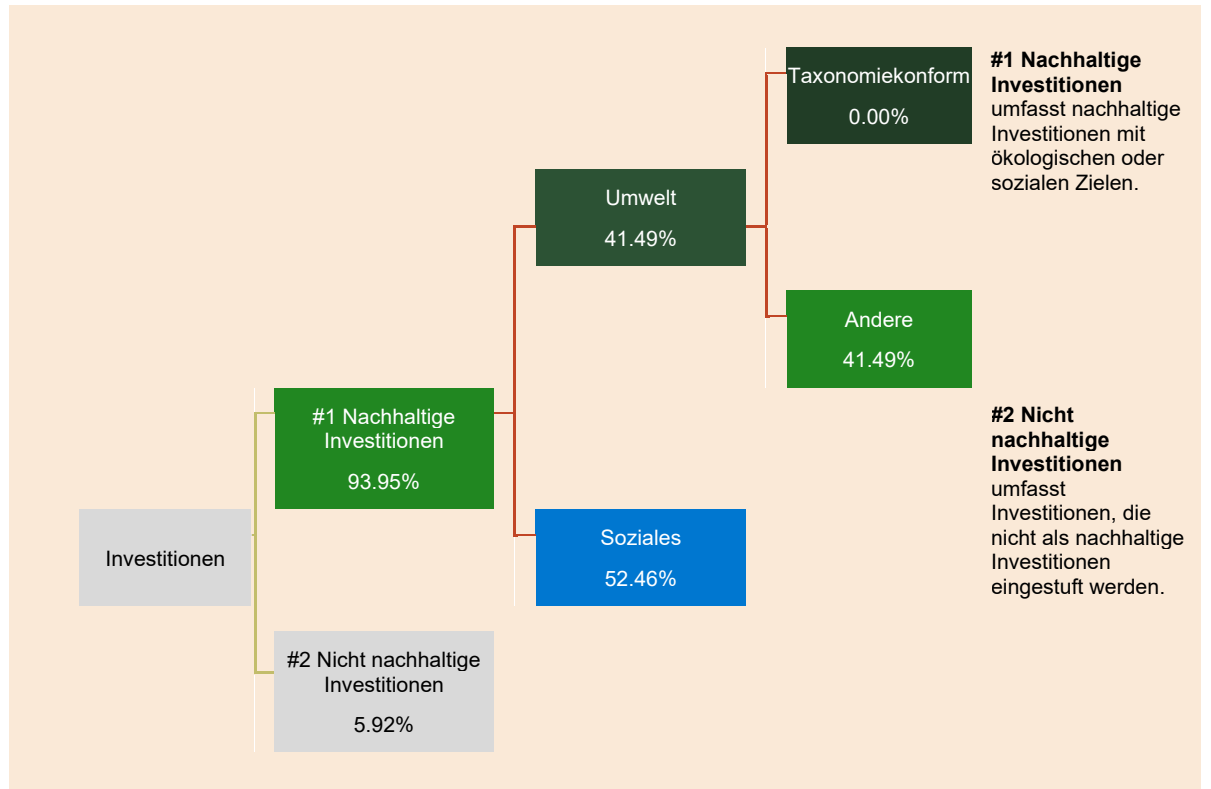 Taxonomiekonform
0.00%
#1 Nachhaltige
Investitionen
umfasst nachhaltige
Investitionen mit
ökologischen oder
sozialen Zielen.
Umwelt
41.49%
Andere
41.49%
#1 Nachhaltige
Investitionen
93.95%
#2 Nicht
nachhaltige
Investitionen
umfasst
Investitionen, die
nicht als nachhaltige
Investitionen
eingestuft werden.
Investitionen
Soziales
52.46%
#2 Nicht nachhaltige
Investitionen
5.92%